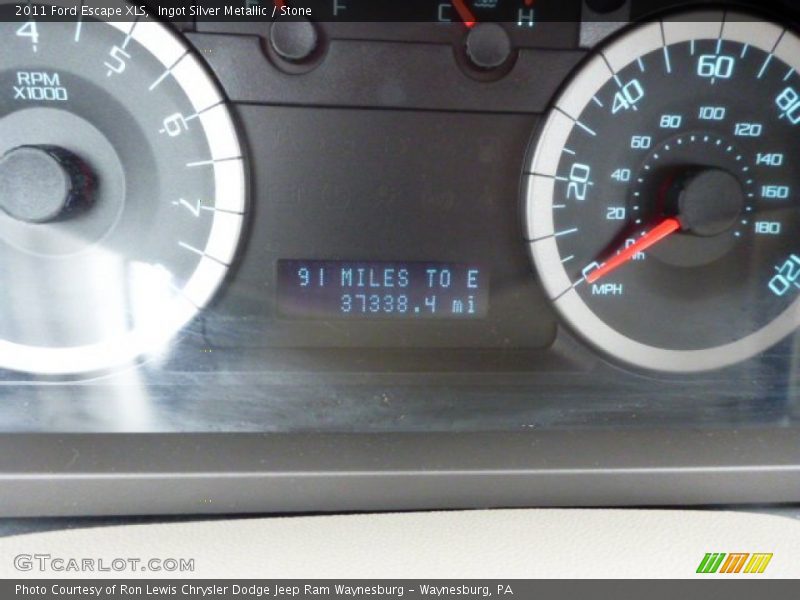 2011 Ford Escape XLS, Ingot Silver Metallic / Stone
F
C H
4
5
6
7
RPM
X1000
0
20
40
60
80
120
MPH
0
20
40
60
80
100
120
140
160
180
91 MILES TO E
37338.4 mi
GTCARLOT.COM
Photo Courtesy of Ron Lewis Chrysler Dodge Jeep Ram Waynesburg - Waynesburg, PA